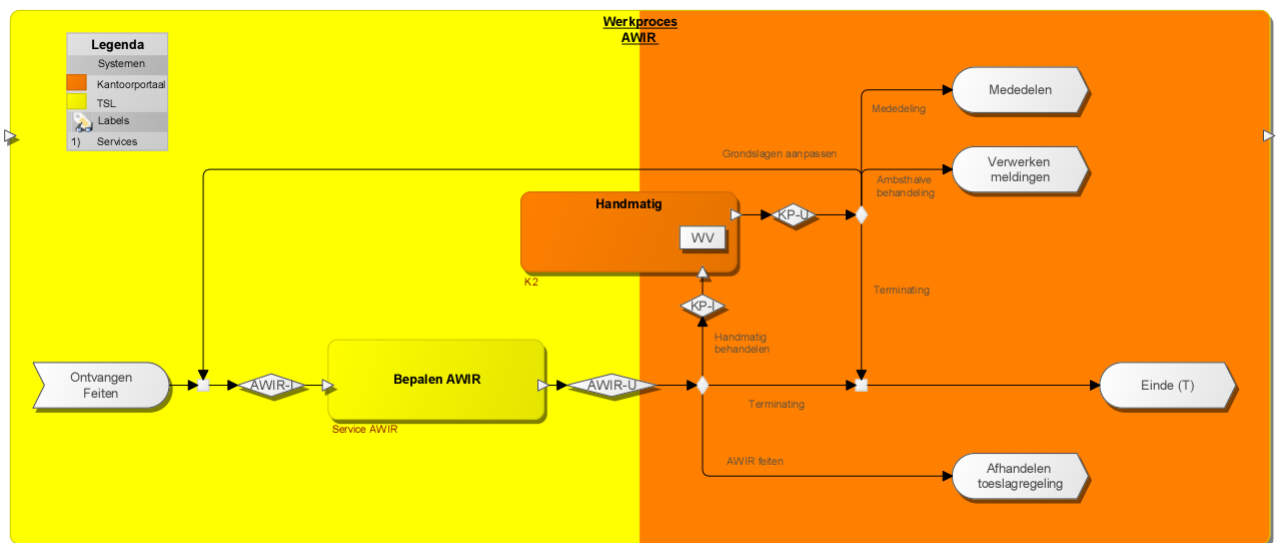 Werkproces
AWIR
Legenda
Systemen
Kantoorportaal
TSL
Labels
1) Services
Mededelen
Mededeling
Grondslagen aanpassen
Verwerken
meldingen
Ambsthalve
behandeling
Handmatig
KP-U
WV
K2
KP-I
Terminating
Handmatig
behandelen
Ontvangen
Feiten
AWIR-I
Bepalen AWIR
AWIR-U
Einde (T)
Terminating
Service AWIR
AWIR feiten
Afhandelen
toeslagregeling